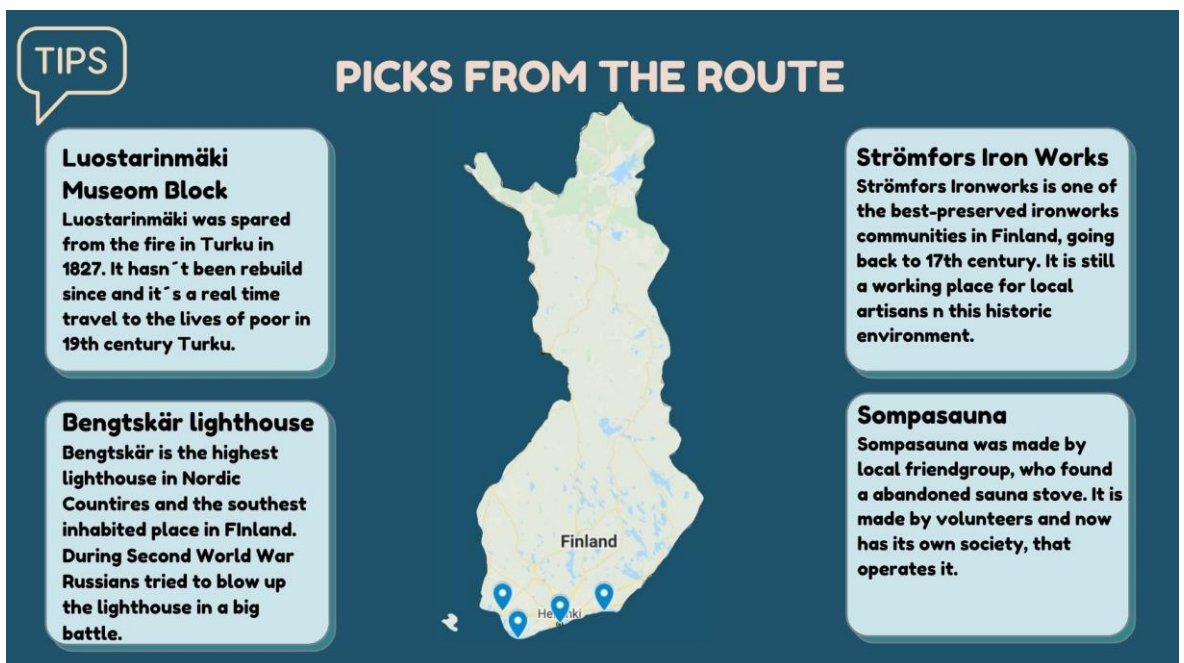 TIPS
PICKS FROM THE ROUTE
Luostarinmäki
Museom Block
Luostarinmäki was spared
from the fire in Turku in
1827. It hasn´t been rebuild
since and it´s a real time
travel to the lives of poor in
19th century Turku.
Bengtskär lighthouse
Bengtskär is the highest
lighthouse in Nordic
Countires and the southest
inhabited place in FInland.
During Second World War
Russians tried to blow up
the lighthouse in a big
battle.
Finland
Strömfors Iron Works
Strömfors Ironworks is one of
the best-preserved ironworks
communities in Finland, going
back to 17th century. It is still
a working place for local
artisans n this historic
environment.
Sompasauna
Sompasauna was made by
local friendgroup, who found
a abandoned sauna stove. It is
made by volunteers and now
has its own society, that
operates it.